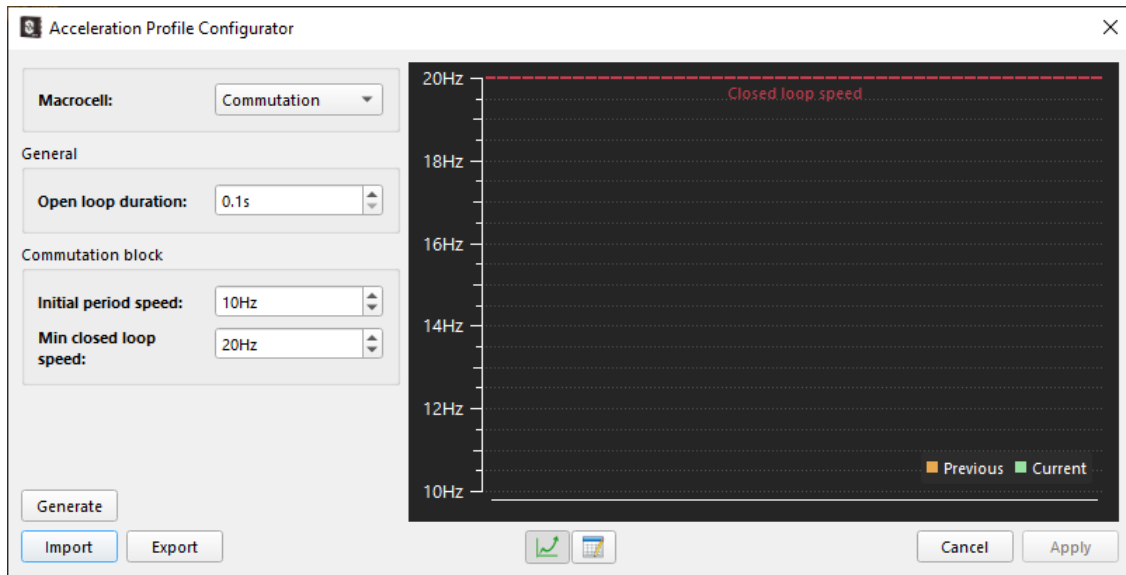 Acceleration Profile Configurator
Macrocell:
Commutation
General
Open loop duration:
0.1s
Commutation block
Initial period speed:
10Hz
Min closed loop
speed:
20Hz
Generate
Import
Export
20Hz
Closed loop speed
18Hz
16Hz
14Hz
12Hz
10Hz
Previous
Current
Cancel
Apply